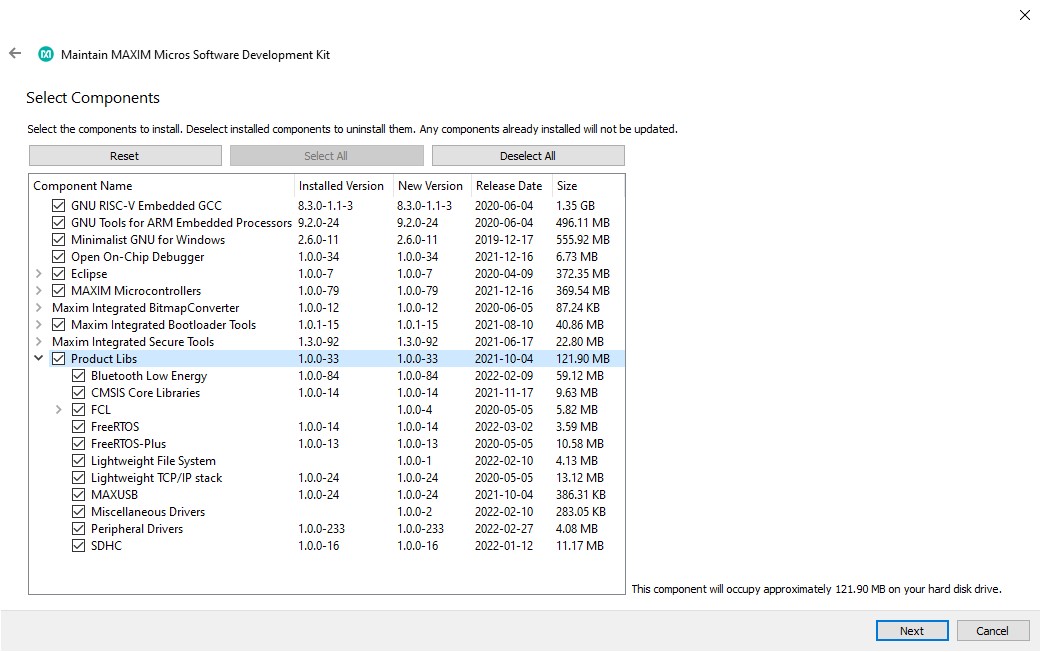 Maintain MAXIM Micros Software Development Kit
Select Components
Select the components to install. Deselect installed components to uninstall them. Any components already installed will not be updated.
Reset Select All Deselect All
Component Name Installed Version New Version Release Date Size
GNU RISC-V Embedded GCC 8.3.0-1.1-3 8.3.0-1.1-3 2020-06-04 1.35 GB
GNU Tools for ARM Embedded Processors 9.2.0-24 9.2.0-24 2020-06-04 496.11 MB
Minimalist GNU for Windows 2.6.0-11 2.6.0-11 2019-12-17 555.92 MB
Open On-Chip Debugger 1.0.0-34 1.0.0-34 2021-12-16 6.73 MB
Eclipse 1.0.0-7 1.0.0-7 2020-04-09 372.35 MB
MAXIM Microcontrollers 1.0.0-79 1.0.0-79 2021-12-16 369.54 MB
Maxim Integrated BitmapConverter 1.0.0-12 1.0.0-12 2020-06-05 87.24 KB
Maxim Integrated Bootloader Tools 1.0.1-15 1.0.1-15 2021-08-10 40.86 MB
Maxim Integrated Secure Tools 1.3.0-92 1.3.0-92 2021-06-17 22.80 MB
Product Libs 1.0.0-33 1.0.0-33 2021-10-04 121.90 MB
Bluetooth Low Energy 1.0.0-84 1.0.0-84 2022-02-09 59.12 MB
CMSIS Core Libraries 1.0.0-14 1.0.0-14 2021-11-17 9.63 MB
FCL 1.0.0-4 2020-05-05 5.82 MB
FreeRTOS 1.0.0-14 1.0.0-14 2022-03-02 3.59 MB
FreeRTOS-Plus 1.0.0-13 1.0.0-13 2020-05-05 10.58 MB
Lightweight File System 1.0.0-1 2022-02-10 4.13 MB
Lightweight TCP/IP stack 1.0.0-24 1.0.0-24 2020-05-05 13.12 MB
MAXUSB 1.0.0-24 1.0.0-24 2021-10-04 386.31 KB
Miscellaneous Drivers 1.0.0-2 2022-02-10 283.05 KB
Peripheral Drivers 1.0.0-233 1.0.0-233 2022-02-27 4.08 MB
SDHC 1.0.0-16 1.0.0-16 2022-01-12 11.17 MB
This component will occupy approximately 121.90 MB on your hard disk drive.
Next Cancel